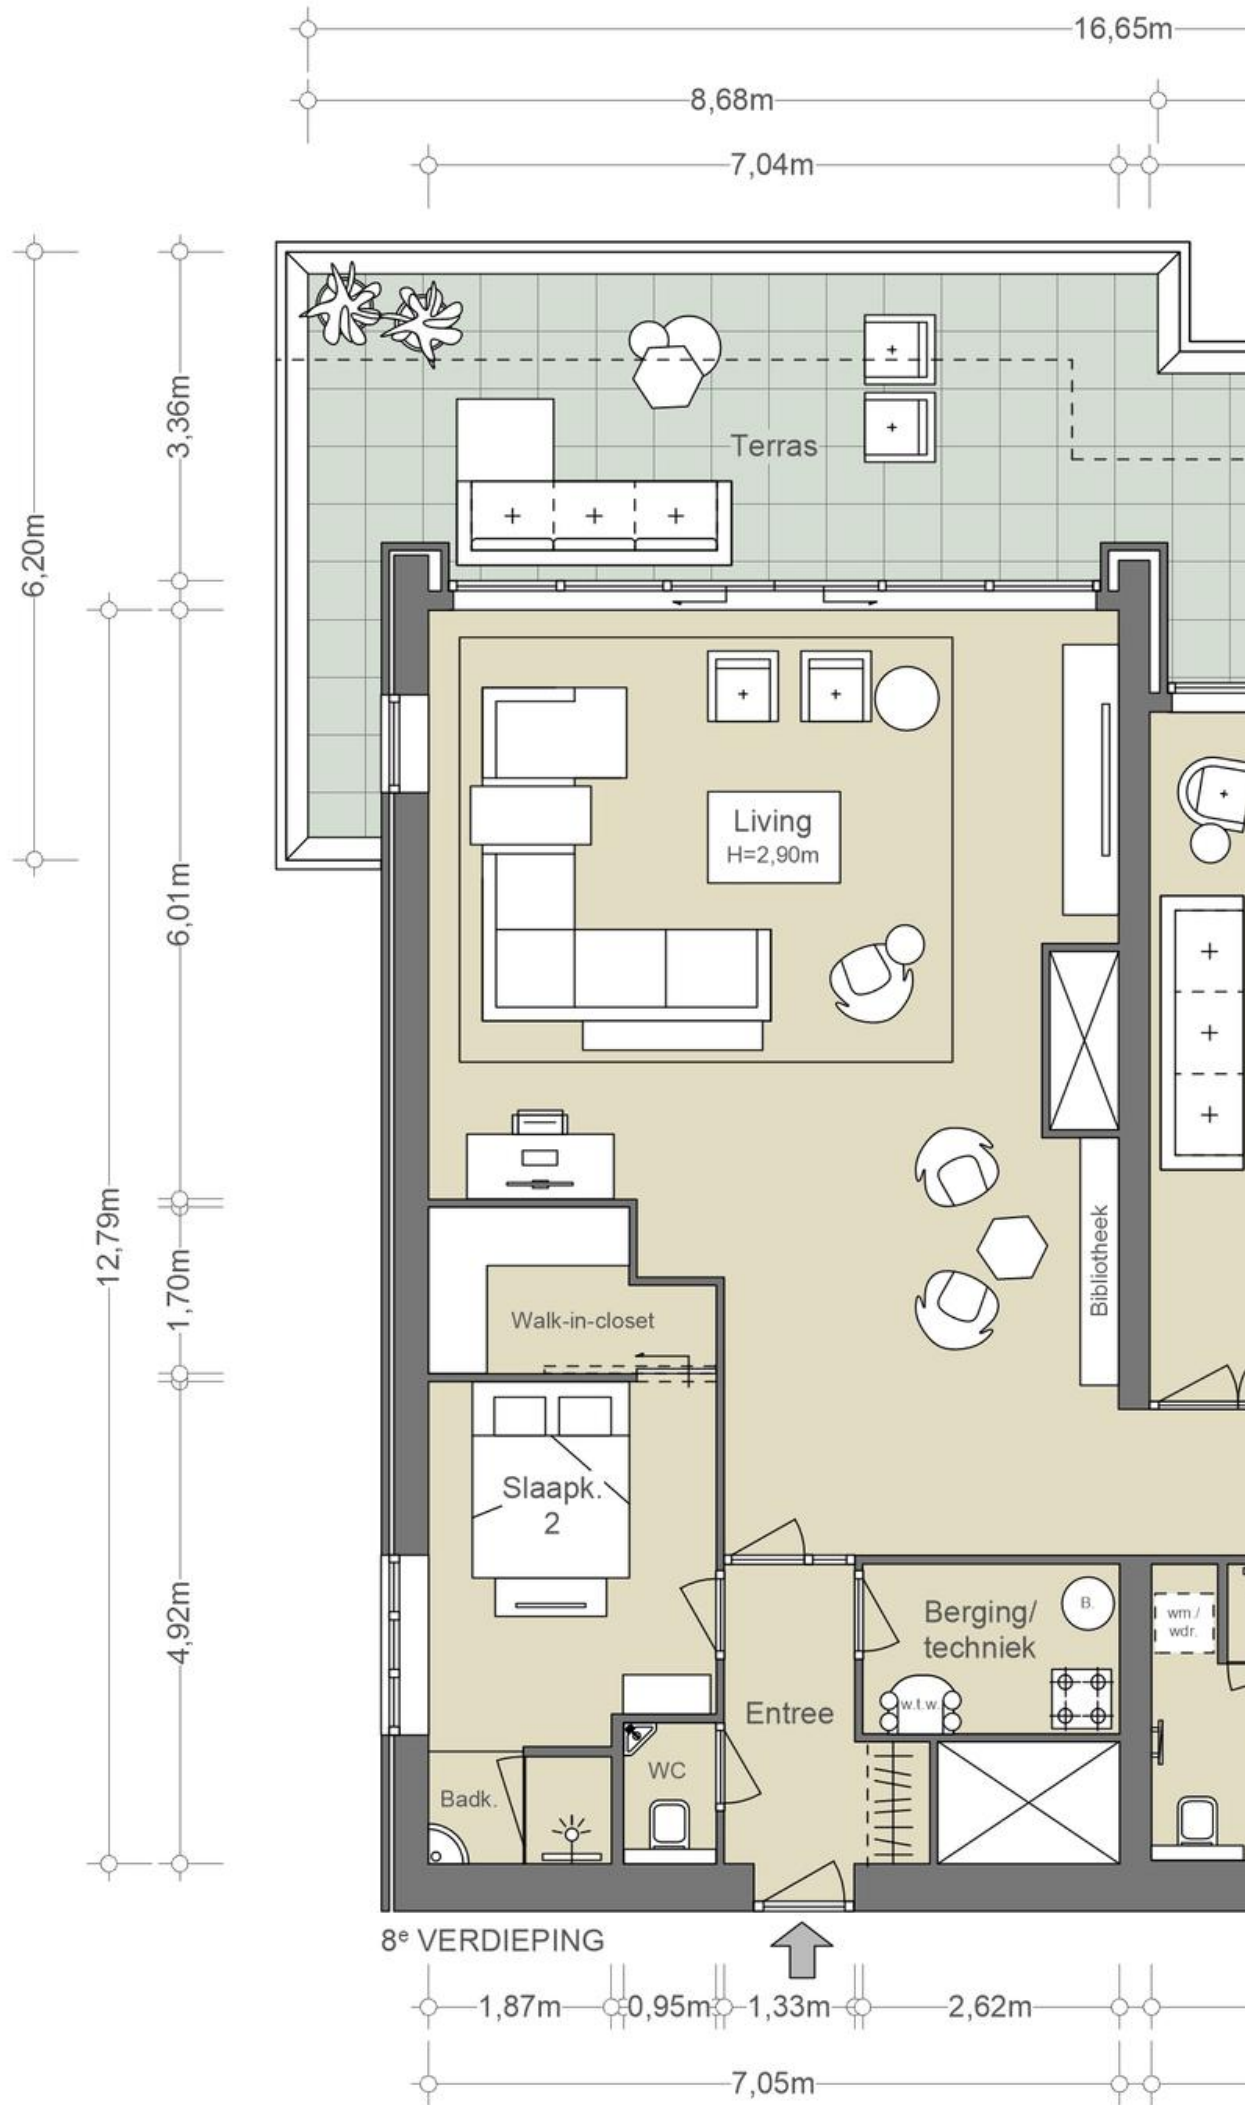 16,65m
8,68m
7,04m
3,36m
6,20m
Terras
Living
H=2,90m
6,01m
12,79m
Bibliotheek
1,70m
Walk-in-closet
Slaapk.
2
4,92m
Berging/
techniek
B.
wm./
wdr.
w.t.w.
Entree
WC
Badk.
8e VERDIEPING
1,87m
0,95m
1,33m
2,62m
7,05m